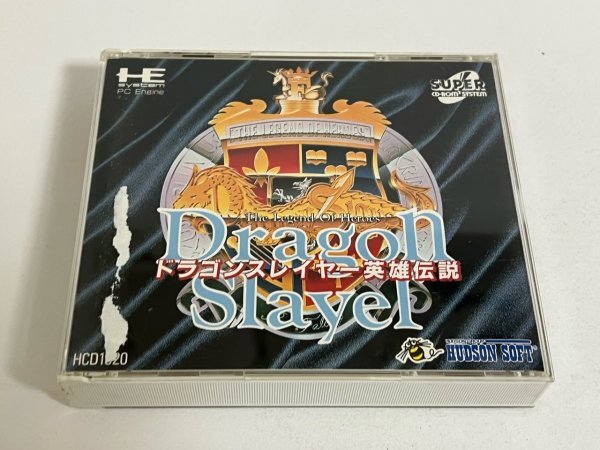 HE
system
PC Engine
SUPER
CD-ROM² SYSTEM
THE LEGEND OF HEROES
The Legend Of Heroes
Dragon
ドラゴンスレイヤー英雄伝説
Slayer
HUDSON SOFT